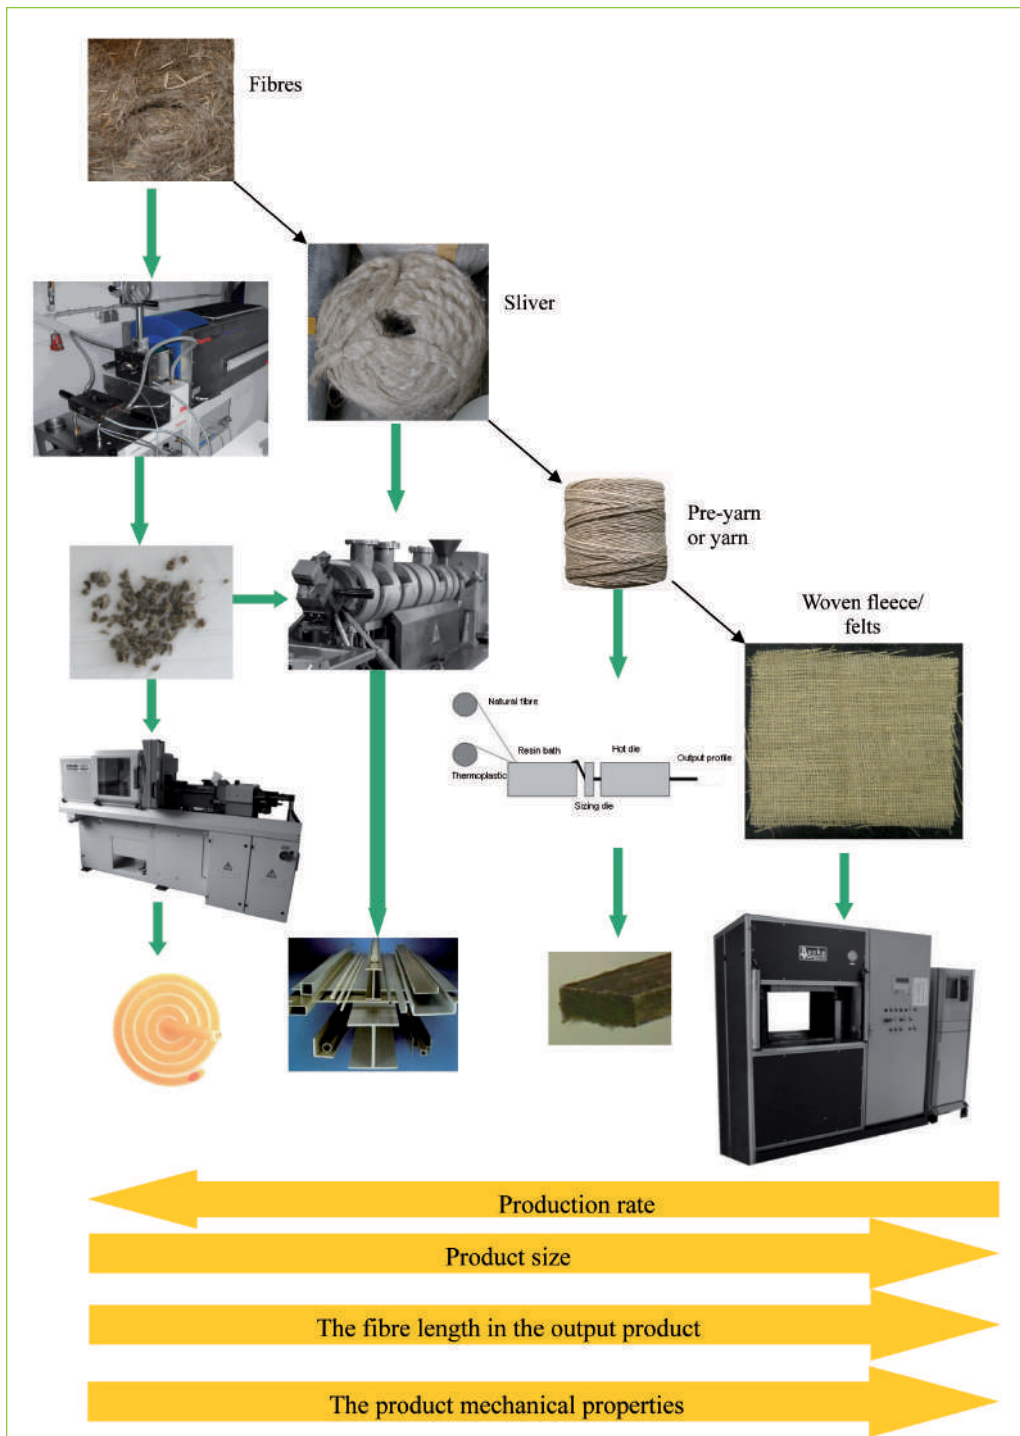 Fibres
Sliver
Pre-yarn
or yarn
Woven fleece/
felts
Natural fibre
Resin bath
Hot die
Output profile
Thermoplastic
Sizing die
Production rate
Product size
The fibre length in the output product
The product mechanical properties